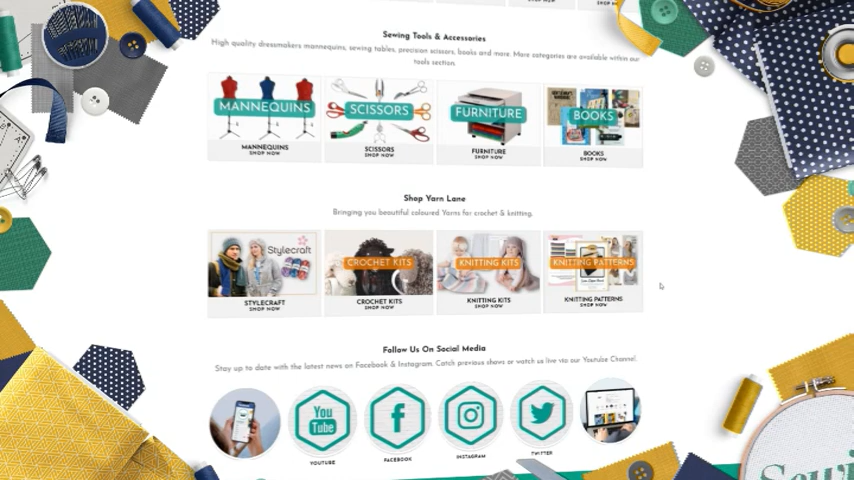 Sewing Tools & Accessories
High quality dressmakers mannequins, sewing tables, precision scissors, books and more. More categories are available within our
tools section.
MANNEQUINS
SCISSORS
FURNITURE
BOOKS
MANNEQUINS
SHOP NOW
SCISSORS
SHOP NOW
FURNITURE
SHOP NOW
BOOKS
SHOP NOW
Shop Yarn Lane
Bringing you beautiful coloured Yarns for crochet & knitting.
Stylecraft
CROCHET KITS
KNITTING KITS
KNITTING PATTERNS
STYLECRAFT
SHOP NOW
CROCHET KITS
SHOP NOW
KNITTING KITS
SHOP NOW
KNITTING PATTERNS
SHOP NOW
Follow Us On Social Media
Stay up to date with the latest news on Facebook & Instagram. Catch previous shows or watch us live via our Youtube Channel.
You
Tube
YOUTUBE
FACEBOOK
INSTAGRAM
TWITTER